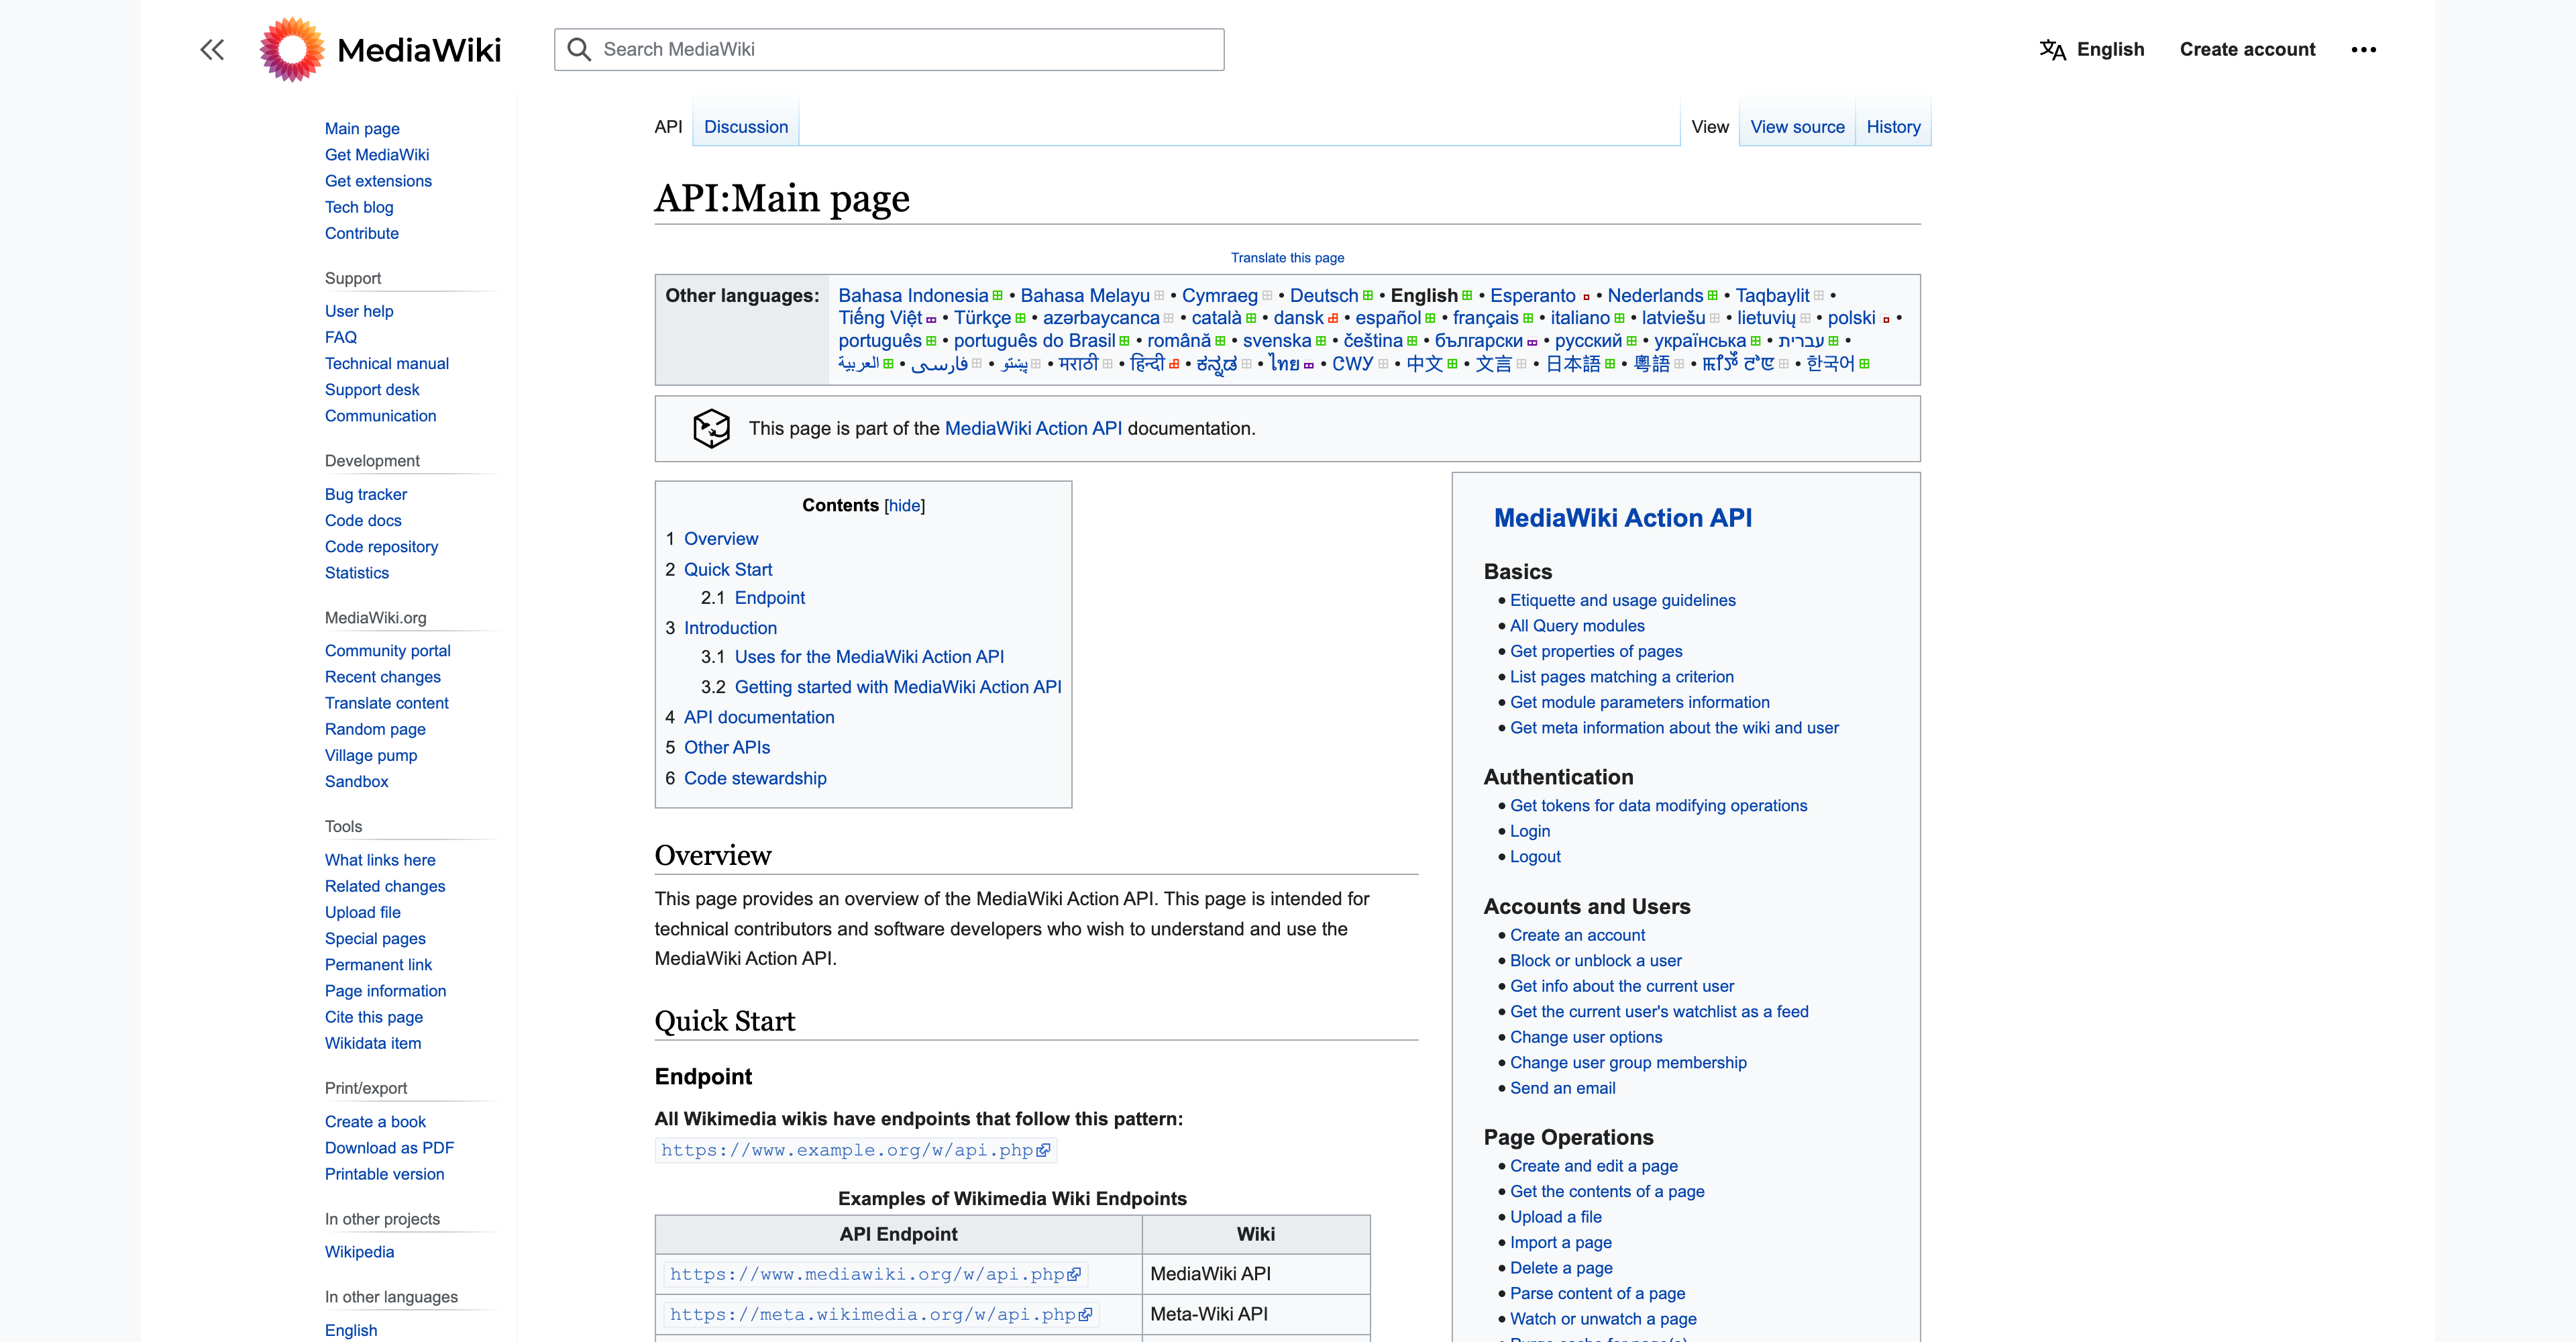 MediaWiki
Search MediaWiki
English
Create account
Main page
Get MediaWiki
Get extensions
Tech blog
Contribute
Support
User help
FAQ
Technical manual
Support desk
Communication
Development
Bug tracker
Code docs
Code repository
Statistics
MediaWiki.org
Community portal
Recent changes
Translate content
Random page
Village pump
Sandbox
Tools
What links here
Related changes
Upload file
Special pages
Permanent link
Page information
Cite this page
Wikidata item
Print/export
Create a book
Download as PDF
Printable version
In other projects
Wikipedia
In other languages
English
API Discussion
View View source History
API:Main page
Translate this page
Other languages: Bahasa Indonesia • Bahasa Melayu • Cymraeg • Deutsch • English • Esperanto • Nederlands • Taqbaylit •
Tiếng Việt • Türkçe • azərbaycanca • català • dansk • español • français • italiano • latviešu • lietuvių • polski •
português • português do Brasil • română • svenska • čeština • български • русский • українська • עברית •
العربية • فارسی • پښتو • मराठी • हिन्दी • ಕನ್ನಡ • ไทย • ᏣᎳᎩ • 中文 • 文言 • 日本語 • 粵語 • 한국어
This page is part of the MediaWiki Action API documentation.
Contents [hide]
1 Overview
2 Quick Start
2.1 Endpoint
3 Introduction
3.1 Uses for the MediaWiki Action API
3.2 Getting started with MediaWiki Action API
4 API documentation
5 Other APIs
6 Code stewardship
Overview
This page provides an overview of the MediaWiki Action API. This page is intended for
technical contributors and software developers who wish to understand and use the
MediaWiki Action API.
Quick Start
Endpoint
All Wikimedia wikis have endpoints that follow this pattern:
https://www.example.org/w/api.php
Examples of Wikimedia Wiki Endpoints
API Endpoint Wiki
https://www.mediawiki.org/w/api.php MediaWiki API
https://meta.wikimedia.org/w/api.php Meta-Wiki API
MediaWiki Action API
Basics
• Etiquette and usage guidelines
• All Query modules
• Get properties of pages
• List pages matching a criterion
• Get module parameters information
• Get meta information about the wiki and user
Authentication
• Get tokens for data modifying operations
• Login
• Logout
Accounts and Users
• Create an account
• Block or unblock a user
• Get info about the current user
• Get the current user's watchlist as a feed
• Change user options
• Change user group membership
• Send an email
Page Operations
• Create and edit a page
• Get the contents of a page
• Upload a file
• Import a page
• Delete a page
• Parse content of a page
• Watch or unwatch a page